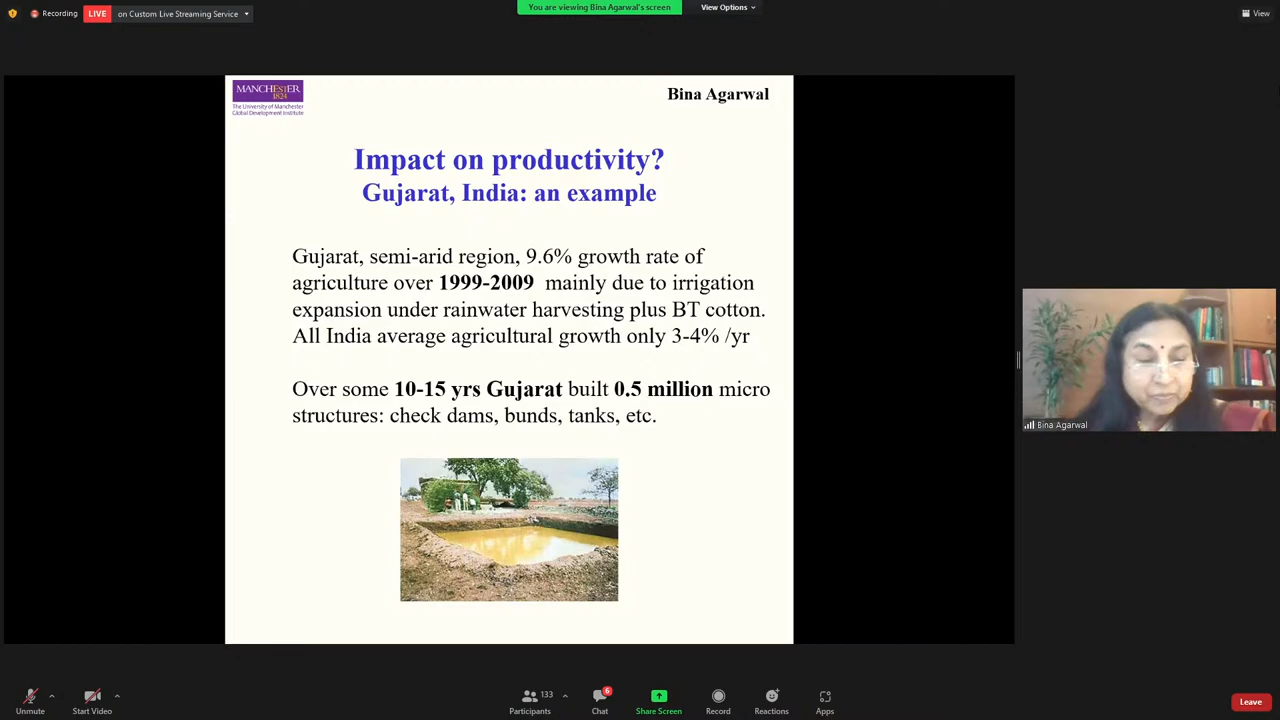 Recording
LIVE
on Custom Live Streaming Service
You are viewing Bina Agarwal's screen
View Options
View
MANCHESTER
1824
The University of Manchester
Global Development Institute
Bina Agarwal
Impact on productivity?
Gujarat, India: an example
Gujarat, semi-arid region, 9.6% growth rate of
agriculture over 1999-2009 mainly due to irrigation
expansion under rainwater harvesting plus BT cotton.
All India average agricultural growth only 3-4% /yr
Over some 10-15 yrs Gujarat built 0.5 million micro
structures: check dams, bunds, tanks, etc.
Bina Agarwal
Unmute
Start Video
133
Participants
6
Chat
Share Screen
Record
Reactions
Apps
Leave